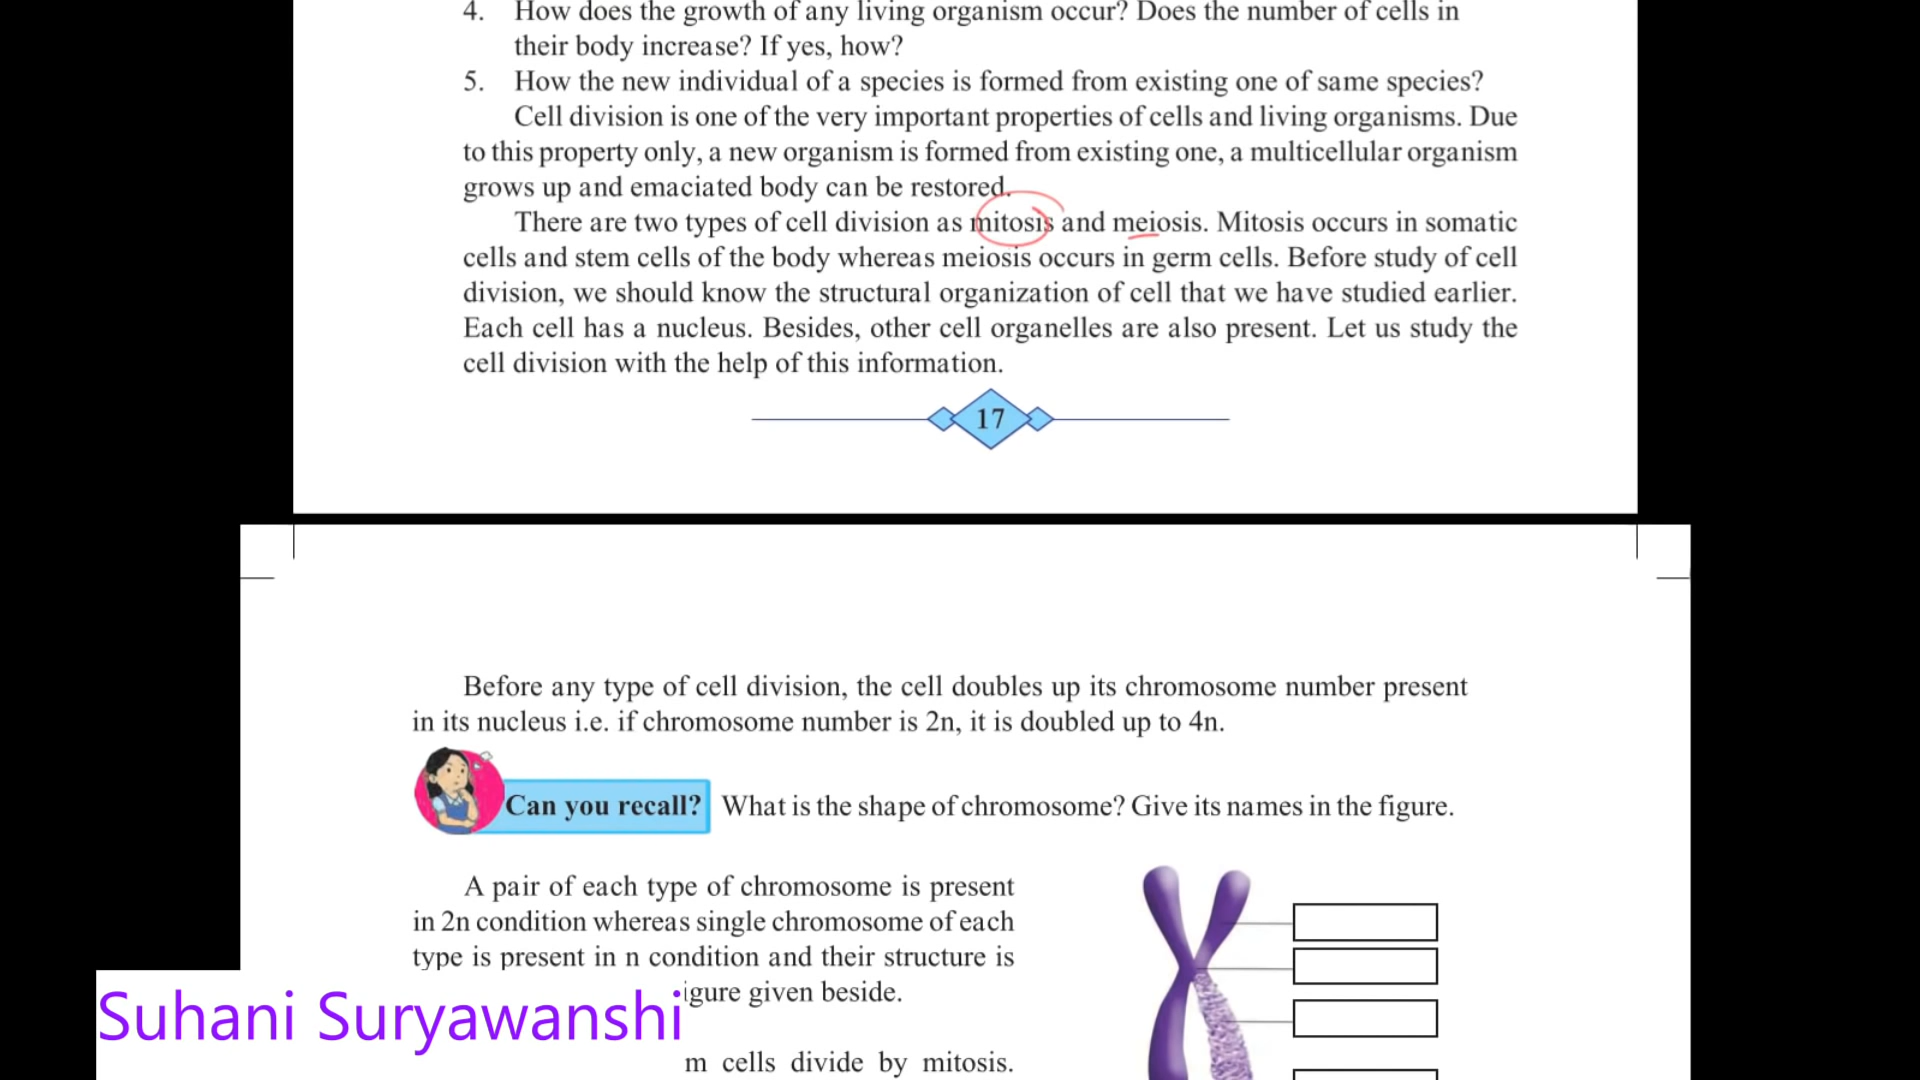 4. How does the growth of any living organism occur? Does the number of cells in
their body increase? If yes, how?
5. How the new individual of a species is formed from existing one of same species?
Cell division is one of the very important properties of cells and living organisms. Due
to this property only, a new organism is formed from existing one, a multicellular organism
grows up and emaciated body can be restored.
There are two types of cell division as mitosis and meiosis. Mitosis occurs in somatic
cells and stem cells of the body whereas meiosis occurs in germ cells. Before study of cell
division, we should know the structural organization of cell that we have studied earlier.
Each cell has a nucleus. Besides, other cell organelles are also present. Let us study the
cell division with the help of this information.
17
Before any type of cell division, the cell doubles up its chromosome number present
in its nucleus i.e. if chromosome number is 2n, it is doubled up to 4n.
Can you recall? What is the shape of chromosome? Give its names in the figure.
A pair of each type of chromosome is present
in 2n condition whereas single chromosome of each
type is present in n condition and their structure is
igure given beside.
Suhani Suryawanshi
m cells divide by mitosis.